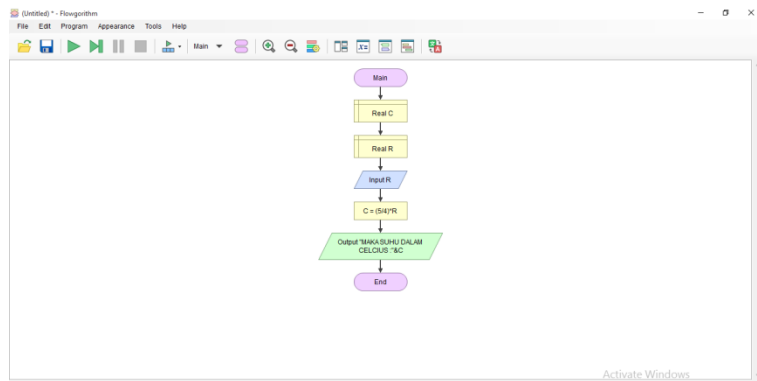 (Untitled) * - Flowgorithm
File Edit Program Appearance Tools Help
Main
Main
Real C
Real R
Input R
C = (5/4)*R
Output "MAKA SUHU DALAM
CELCIUS :"&C
End
Activate Windows